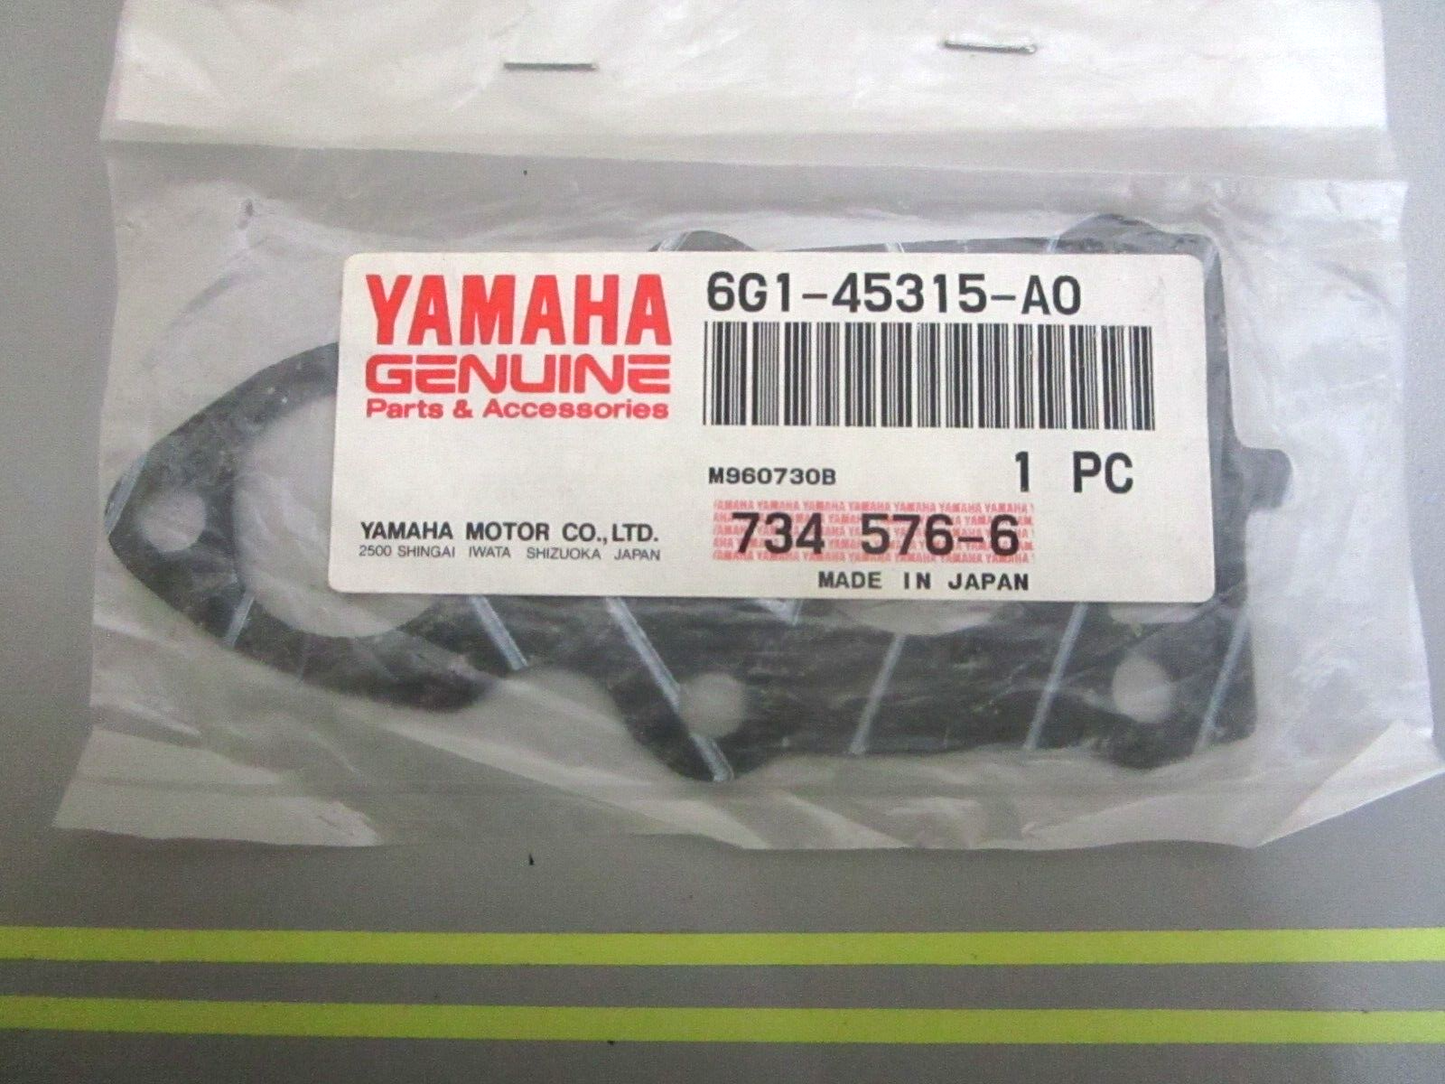 YAMAHA
GENUINE
Parts & Accessories
6G1-45315-A0
M960730B
1 PC
YAMAHA MOTOR CO., LTD.
2500 SHINGAI IWATA SHIZUOKA JAPAN
734 576-6
MADE IN JAPAN